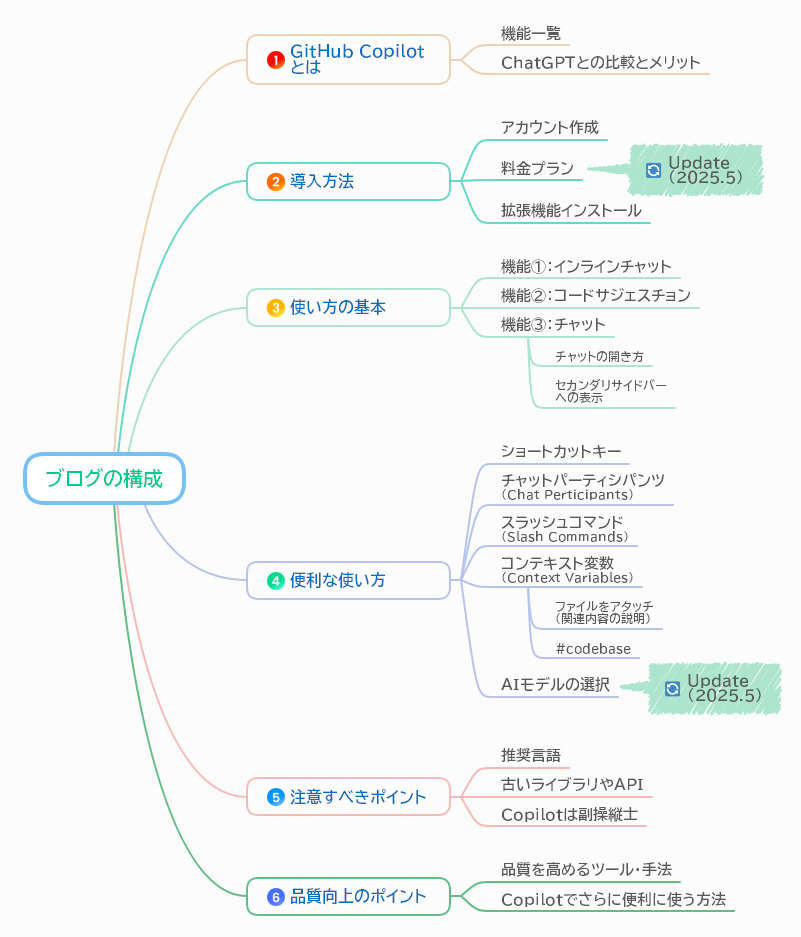 ブログの構成
1 GitHub Copilot
とは
機能一覧
ChatGPTとの比較とメリット
2 導入方法
アカウント作成
料金プラン
Update
(2025.5)
拡張機能インストール
3 使い方の基本
機能①:インラインチャット
機能②:コードサジェスチョン
機能③:チャット
チャットの開き方
セカンダリサイドバー
への表示
4 便利な使い方
ショートカットキー
チャットパーティシパンツ
(Chat Perticipants)
スラッシュコマンド
(Slash Commands)
コンテキスト変数
(Context Variables)
ファイルをアタッチ
(関連内容の説明)
#codebase
AIモデルの選択
Update
(2025.5)
5 注意すべきポイント
推奨言語
古いライブラリやAPI
Copilotは副操縦士
6 品質向上のポイント
品質を高めるツール・手法
Copilotでさらに便利に使う方法